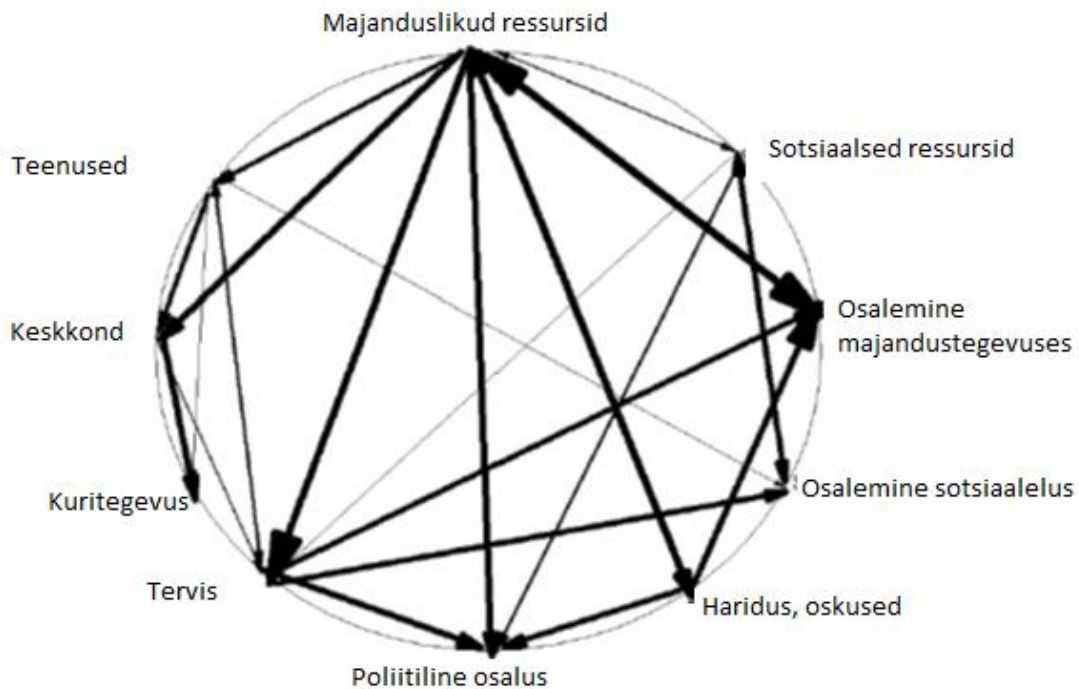 Majanduslikud ressursid
Sotsiaalsed ressursid
Teenused
Osalemine
majandustegevuses
Keskkond
Osalemine sotsiaalelus
Kuritegevus
Tervis
Haridus, oskused
Poliitiline osalus